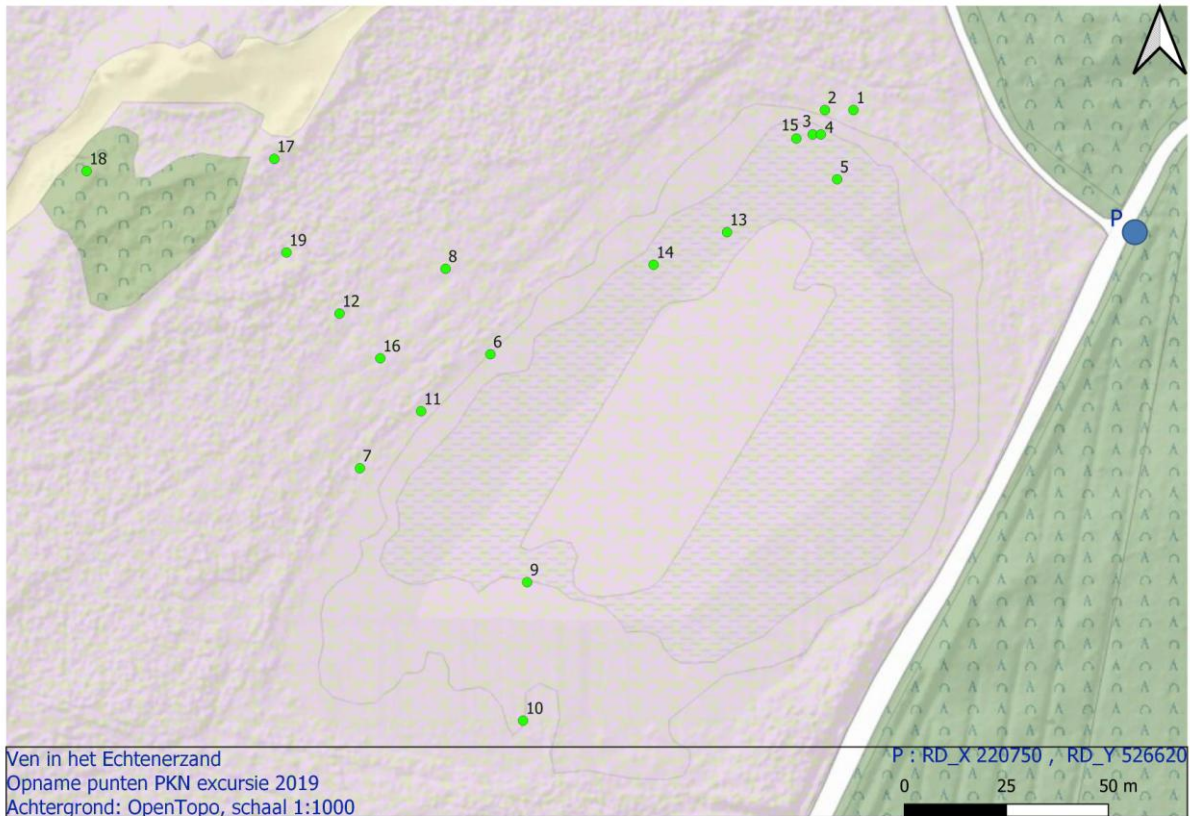 2 1
15 3 4
5
17
18
13
19
14
8
P
12
16
6
11
7
9
10
Ven in het Echtenerzand
Opname punten PKN excursie 2019
Achtergrond: OpenTopo, schaal 1:1000
P : RD_X 220750 , RD_Y 526620
0 25 50 m